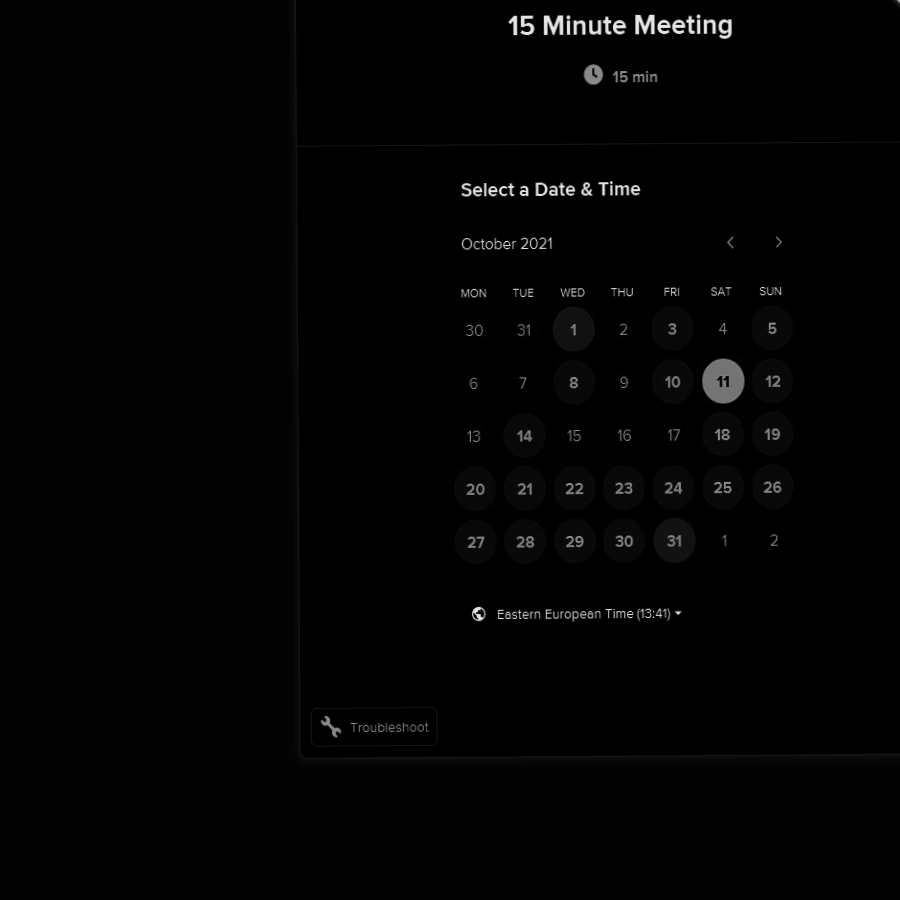 15 Minute Meeting
15 min
Select a Date & Time
October 2021
MON TUE WED THU FRI SAT SUN
30 31 1 2 3 4 5
6 7 8 9 10 11 12
13 14 15 16 17 18 19
20 21 22 23 24 25 26
27 28 29 30 31 1 2
Eastern European Time (13:41)
Troubleshoot